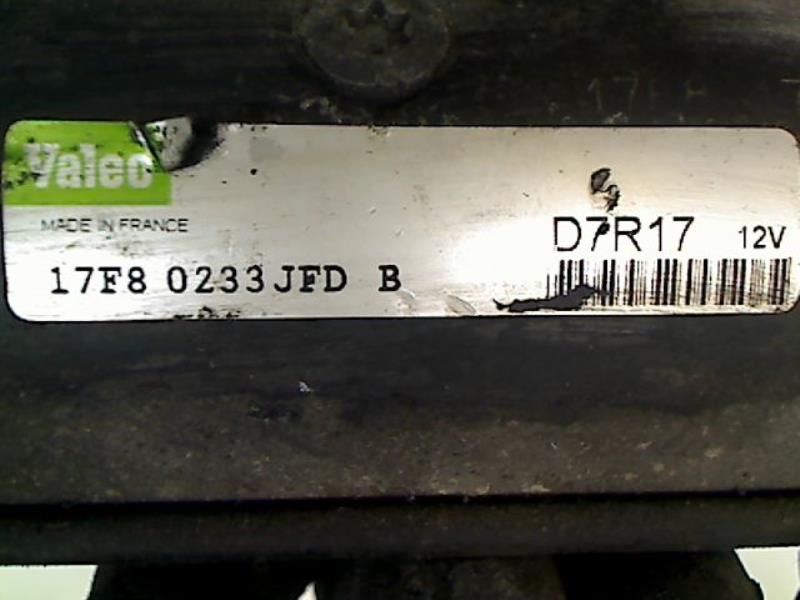 Valeo
MADE IN FRANCE
D7R17 12V
17F8 0233JFD B